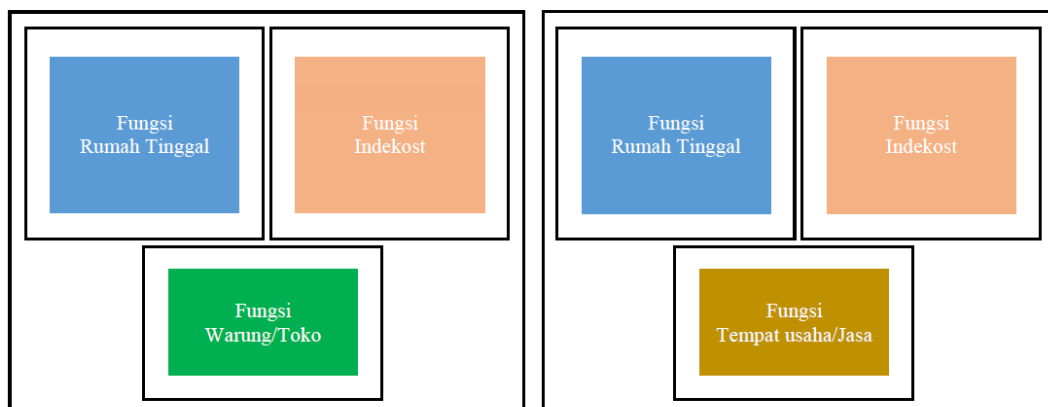 Fungsi
Rumah Tinggal
Fungsi
Indekost
Fungsi
Warung/Toko
Fungsi
Rumah Tinggal
Fungsi
Indekost
Fungsi
Tempat usaha/Jasa